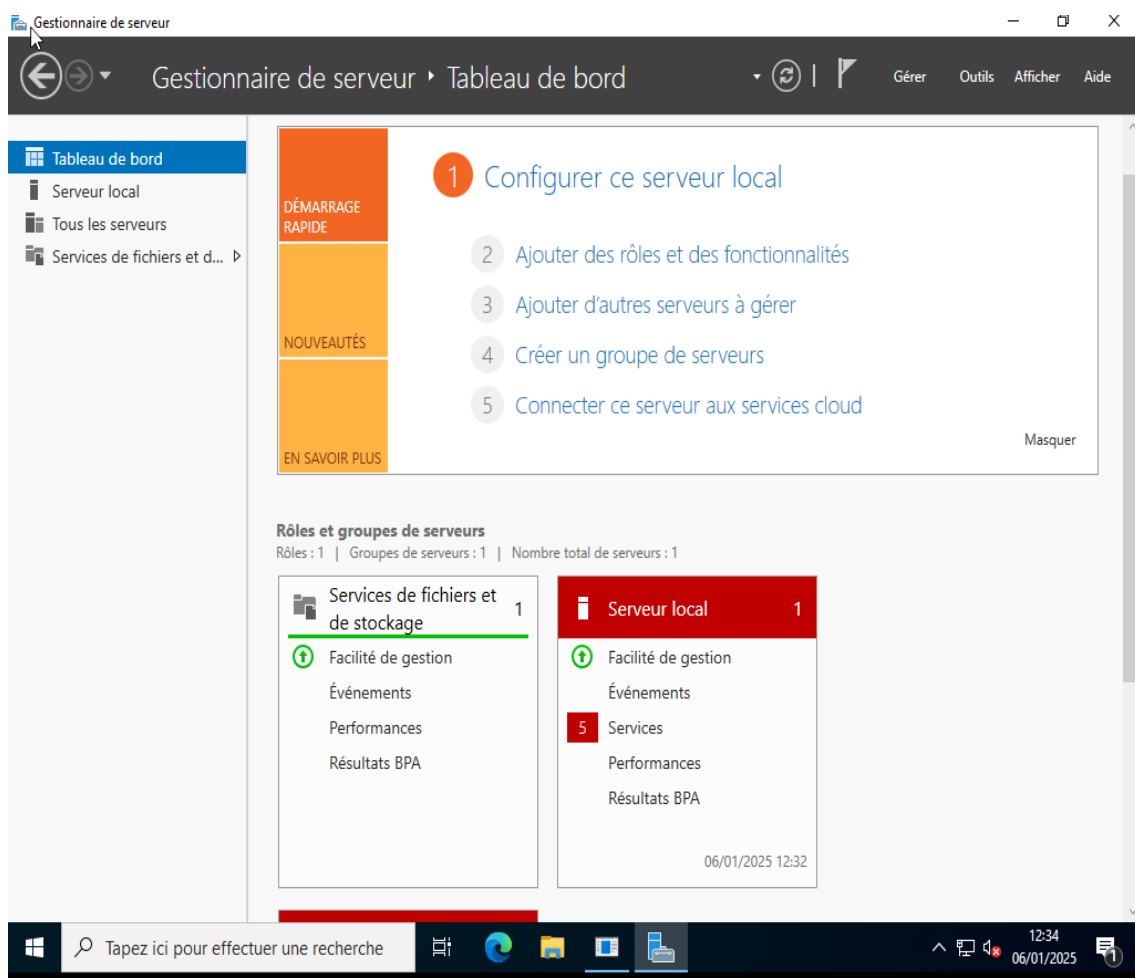 Gestionnaire de serveur
Gestionnaire de serveur ‣ Tableau de bord
Gérer Outils Afficher Aide
Tableau de bord
Serveur local
Tous les serveurs
Services de fichiers et d...
DÉMARRAGE
RAPIDE
NOUVEAUTÉS
EN SAVOIR PLUS
1 Configurer ce serveur local
2 Ajouter des rôles et des fonctionnalités
3 Ajouter d’autres serveurs à gérer
4 Créer un groupe de serveurs
5 Connecter ce serveur aux services cloud
Masquer
Rôles et groupes de serveurs
Rôles : 1 | Groupes de serveurs : 1 | Nombre total de serveurs : 1
Services de fichiers et
de stockage
1
Facilité de gestion
Événements
Performances
Résultats BPA
Serveur local 1
Facilité de gestion
Événements
5 Services
Performances
Résultats BPA
06/01/2025 12:32
Tapez ici pour effectuer une recherche
12:34
06/01/2025
1